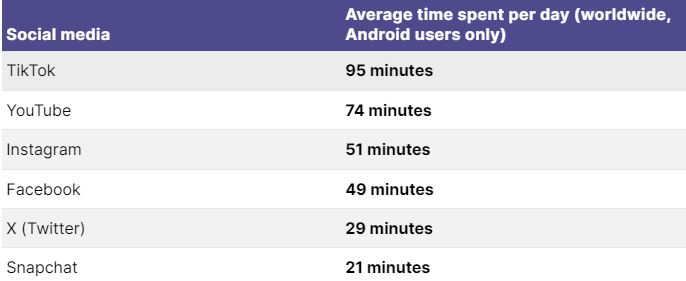 Social media
Average time spent per day (worldwide,
Android users only)
TikTok 95 minutes
YouTube 74 minutes
Instagram 51 minutes
Facebook 49 minutes
X (Twitter) 29 minutes
Snapchat 21 minutes